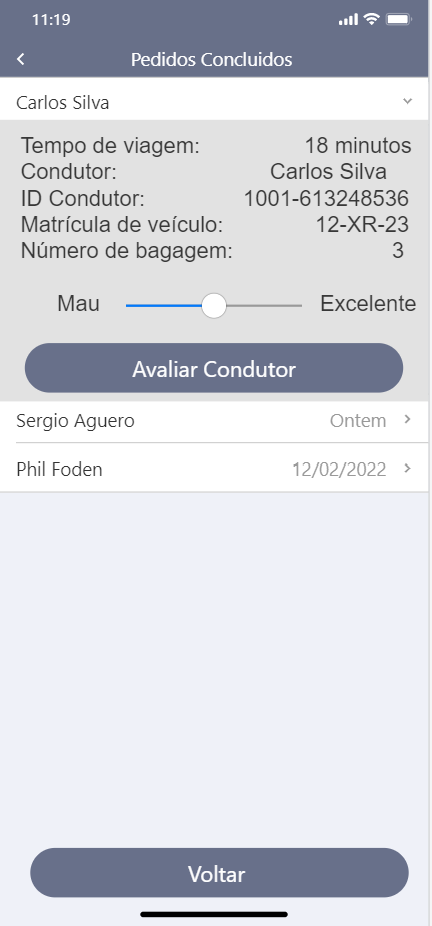 11:19
Pedidos Concluidos
Carlos Silva
Tempo de viagem: 18 minutos
Condutor: Carlos Silva
ID Condutor: 1001-613248536
Matrícula de veículo: 12-XR-23
Número de bagagem: 3
Mau Excelente
Avaliar Condutor
Sergio Aguero Ontem
Phil Foden 12/02/2022
Voltar